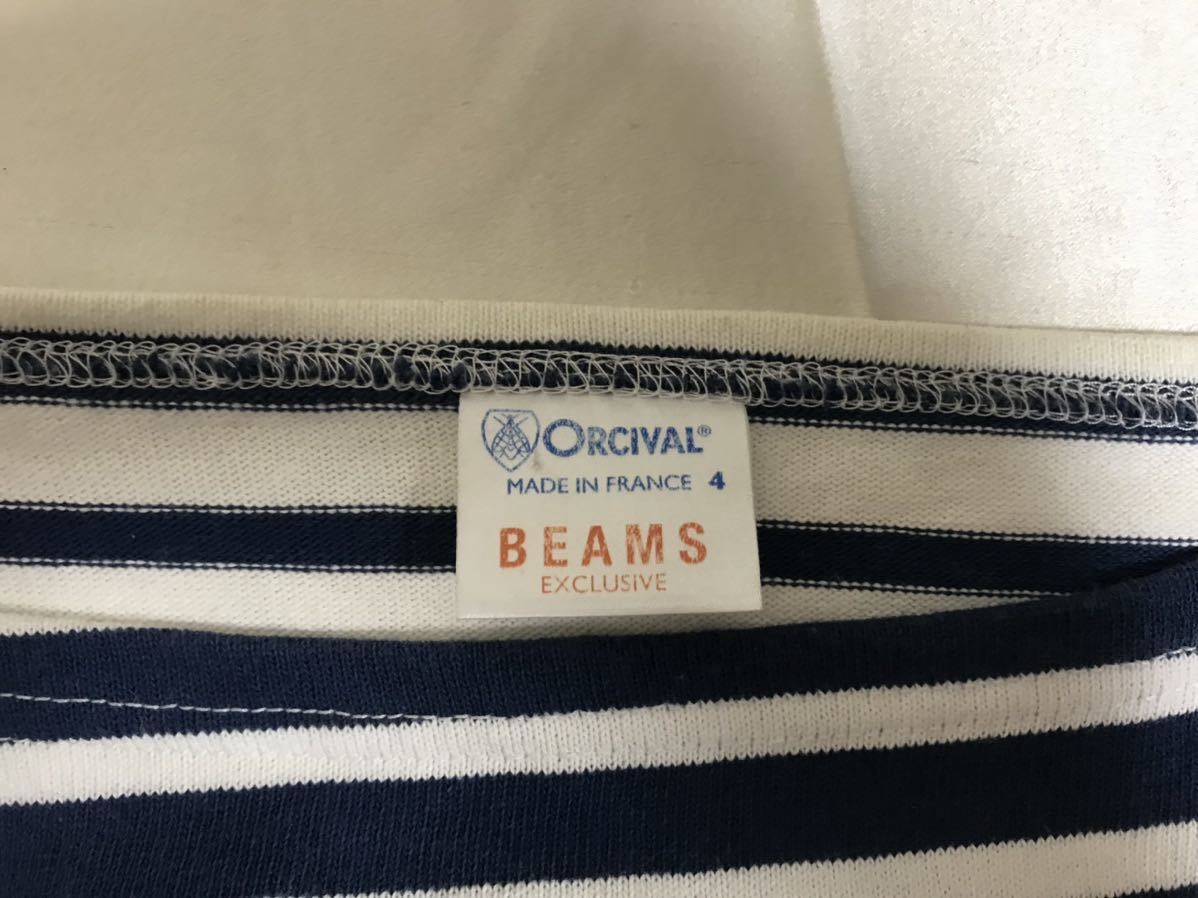 ORCIVAL®
MADE IN FRANCE 4
BEAMS
EXCLUSIVE